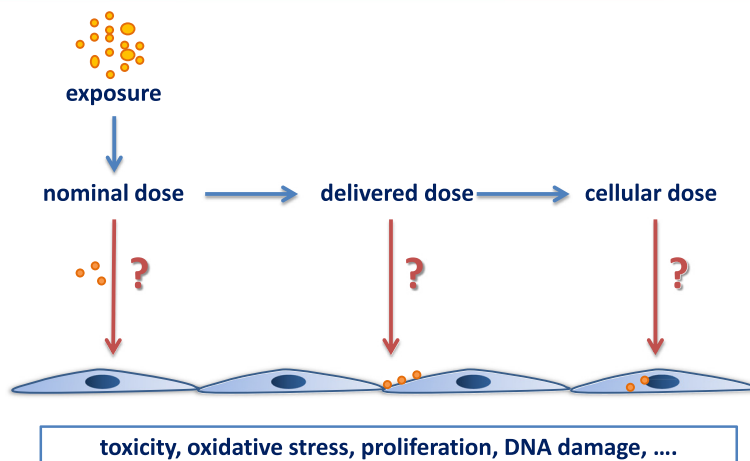 exposure
nominal dose
delivered dose
cellular dose
?
?
?
toxicity, oxidative stress, proliferation, DNA damage, ....